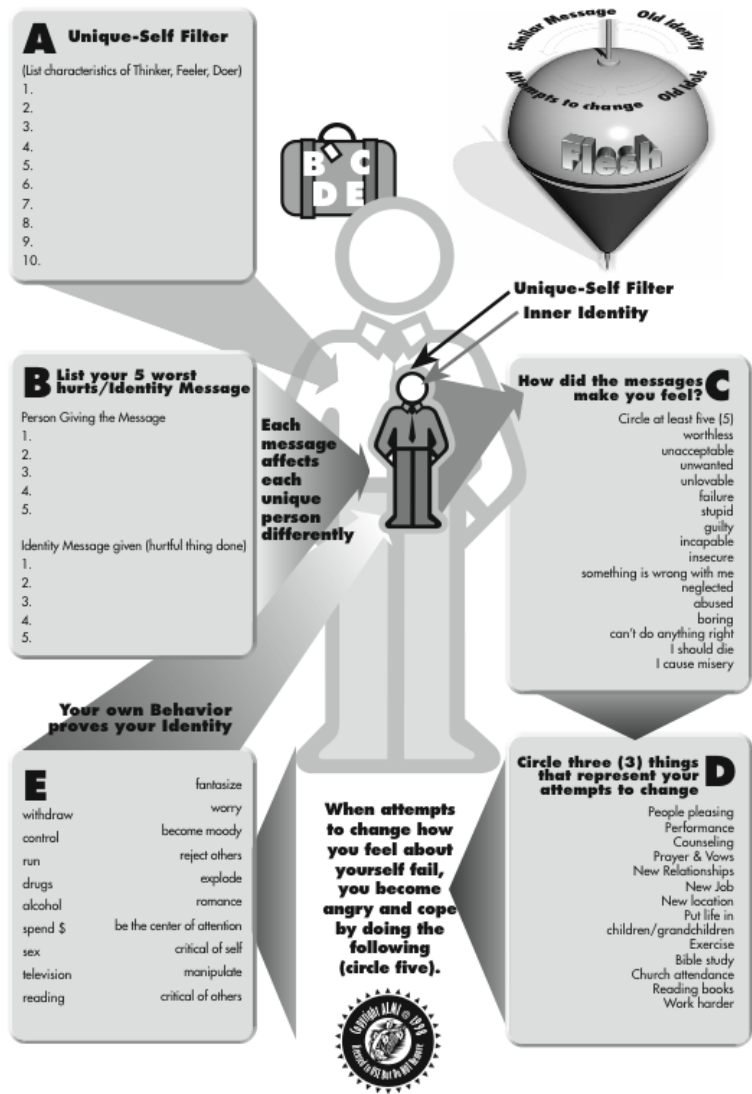 A Unique-Self Filter
(List characteristics of Thinker, Feeler, Doer)
1.
2.
3.
4.
5.
6.
7.
8.
9.
10.
Similar Message
Old Identity
Attempts to change
Old Idols
Flesh
B C
D E
Unique-Self Filter
Inner Identity
B List your 5 worst
hurts/Identity Message
Person Giving the Message
1.
2.
3.
4.
5.
Identity Message given (hurtful thing done)
1.
2.
3.
4.
5.
Each
message
affects
each
unique
person
differently
How did the messages C
make you feel?
Circle at least five (5)
worthless
unacceptable
unwanted
unlovable
failure
stupid
guilty
incapable
insecure
something is wrong with me
neglected
abused
boring
can't do anything right
I should die
I cause misery
Circle three (3) things D
that represent your
attempts to change
People pleasing
Performance
Counseling
Prayer & Vows
New Relationships
New Job
New location
Put life in
children/grandchildren
Exercise
Bible study
Church attendance
Reading books
Work harder
When attempts
to change how
you feel about
yourself fail,
you become
angry and cope
by doing the
following
(circle five).
Your own Behavior
proves your Identity
E
withdraw
control
run
drugs
alcohol
spend $
sex
television
reading
fantasize
worry
become moody
reject others
explode
romance
be the center of attention
critical of self
manipulate
critical of others
Copyright ALMI © 1998
to USE But Do NOT